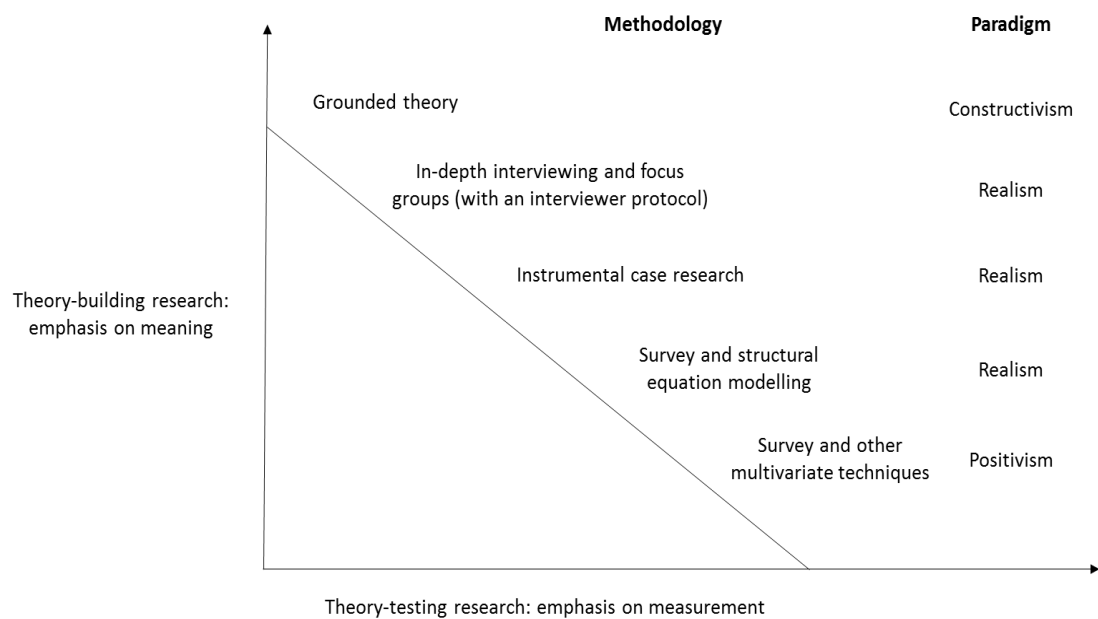 Methodology
Paradigm
Grounded theory
Constructivism
In-depth interviewing and focus
groups (with an interviewer protocol)
Realism
Instrumental case research
Realism
Theory-building research:
emphasis on meaning
Survey and structural
equation modelling
Realism
Survey and other
multivariate techniques
Positivism
Theory-testing research: emphasis on measurement